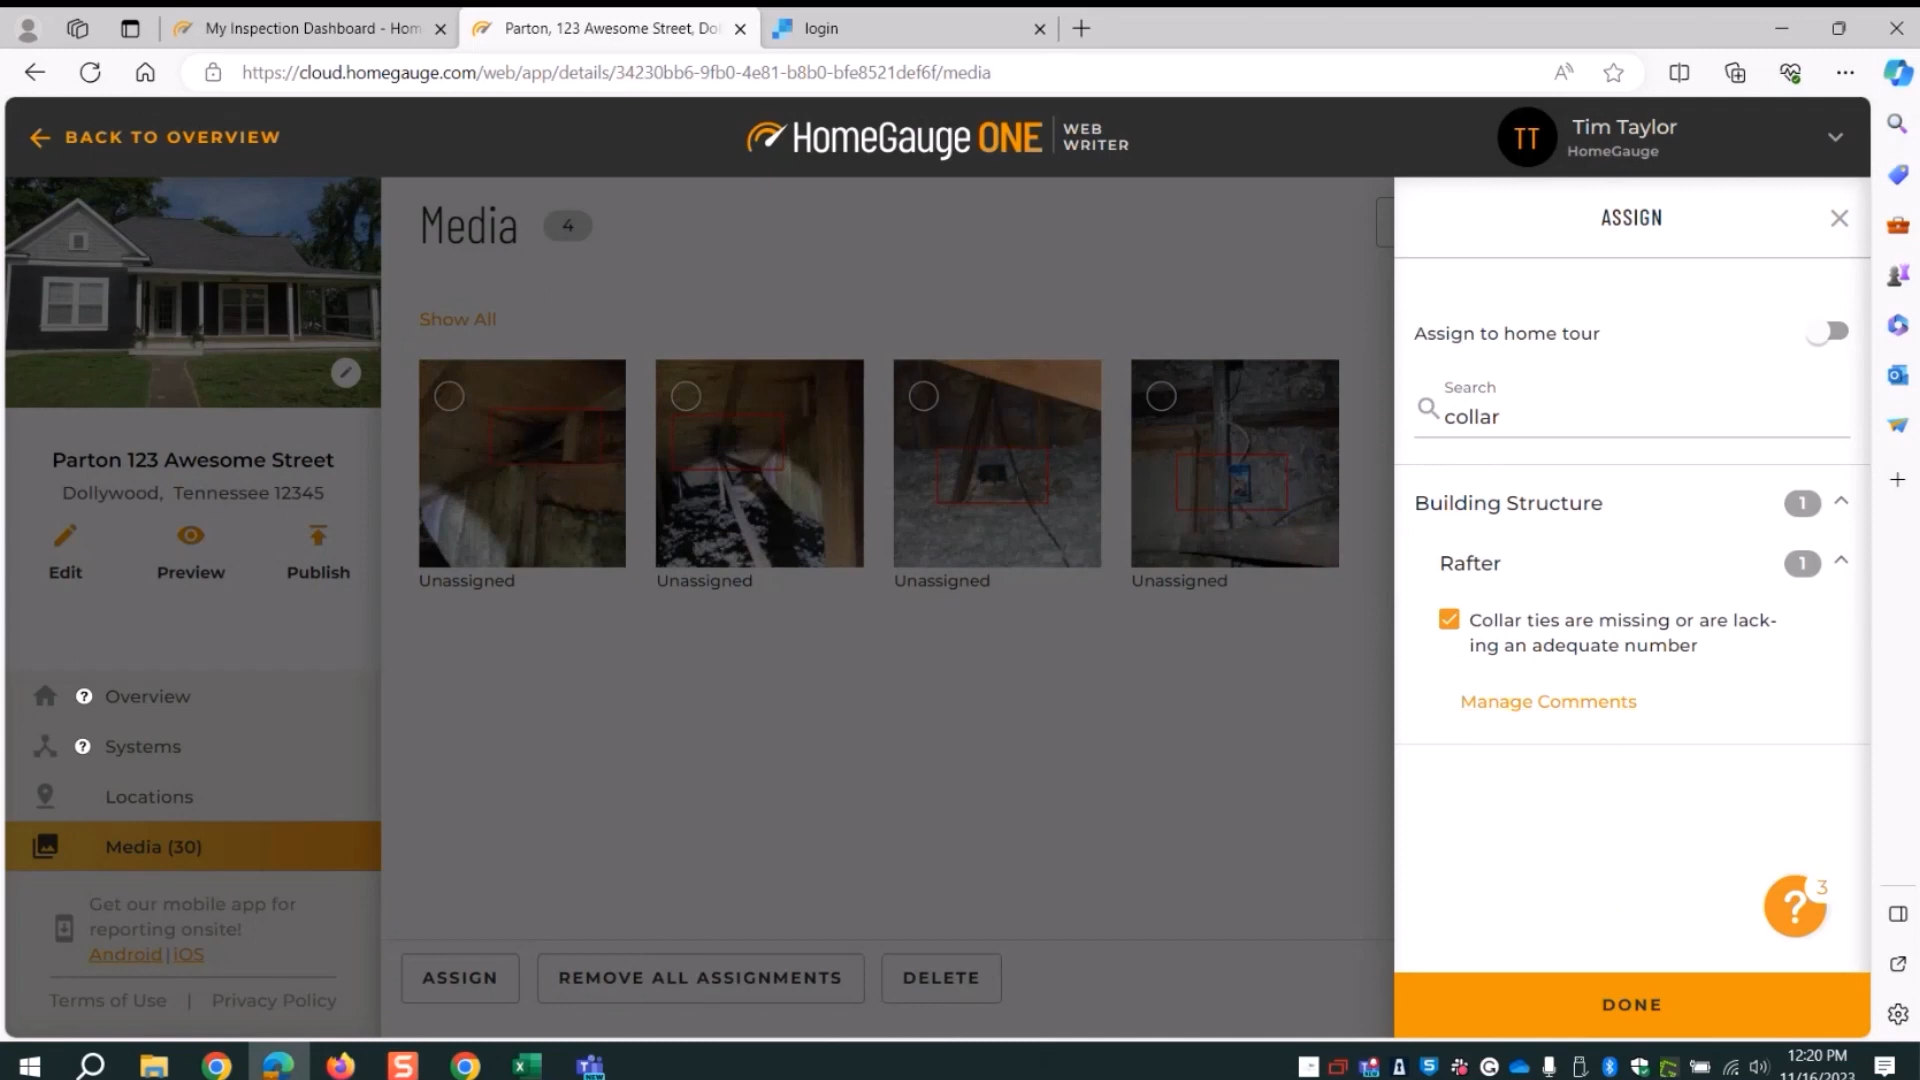 My Inspection Dashboard - Hom
Parton, 123 Awesome Street, Dol
login
https://cloud.homegauge.com/web/app/details/34230bb6-9fb0-4e81-b8b0-bfe8521def6f/media
BACK TO OVERVIEW
HomeGauge ONE
WEB
WRITER
TT
Tim Taylor
HomeGauge
Media 4
ASSIGN
Show All
Assign to home tour
Search
collar
Parton 123 Awesome Street
Dollywood, Tennessee 12345
Edit
Preview
Publish
Unassigned
Unassigned
Unassigned
Unassigned
Building Structure 1
Rafter 1
Collar ties are missing or are lack-
ing an adequate number
Manage Comments
? Overview
? Systems
Locations
Media (30)
Get our mobile app for
reporting onsite!
Android | iOS
Terms of Use | Privacy Policy
ASSIGN
REMOVE ALL ASSIGNMENTS
DELETE
? 3
DONE
12:20 PM
11/16/2023